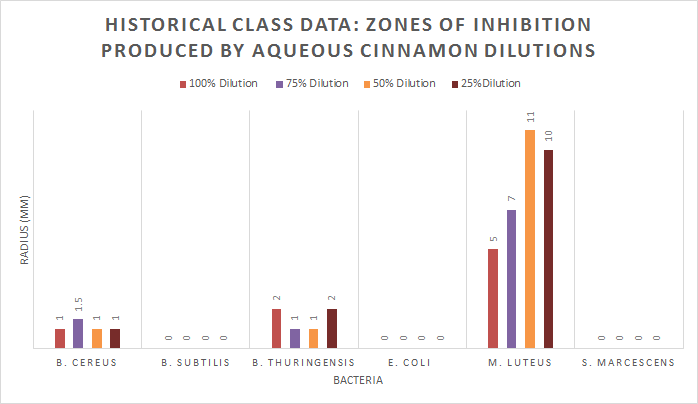 HISTORICAL CLASS DATA: ZONES OF INHIBITION
PRODUCED BY AQUEOUS CINNAMON DILUTIONS
100% Dilution 75% Dilution 50% Dilution 25%Dilution
RADIUS (MM)
1 1.5 1 1 0 0 0 0 2 1 1 2 0 0 0 0 5 7 11 10 0 0 0 0
B. CEREUS B. SUBTILIS B. THURINGENSIS E. COLI M. LUTEUS S. MARCESCENS
BACTERIA